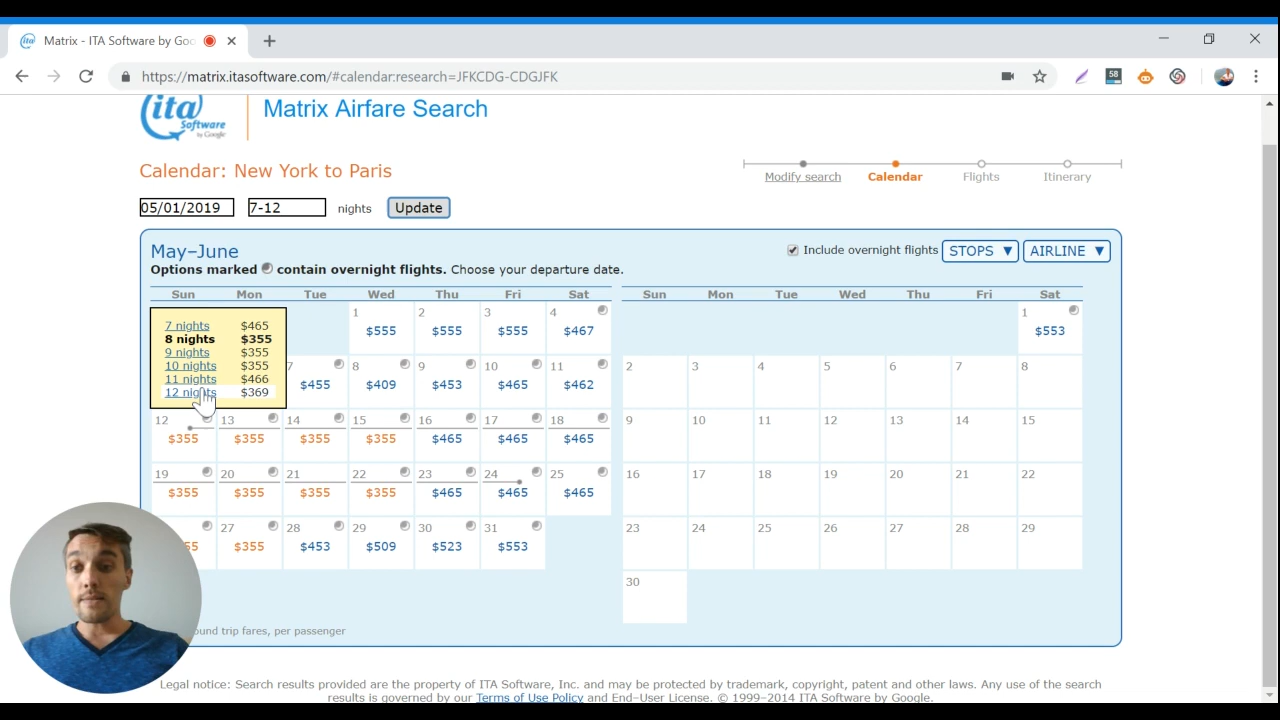 Matrix - ITA Software by Goo
https://matrix.itasoftware.com/#calendar:research=JFKCDG-CDGJFK
58
ita
Software
by Google
Matrix Airfare Search
Calendar: New York to Paris
Modify search Calendar Flights Itinerary
05/01/2019 7-12 nights Update
May–June
Include overnight flights STOPS ▼ AIRLINE ▼
Options marked contain overnight flights. Choose your departure date.
Sun Mon Tue Wed Thu Fri Sat
1 2 3 4
$555 $555 $555 $467
7 nights $465
8 nights $355
9 nights $355
10 nights $355
11 nights $466
12 nights $369
7 8 9 10 11
$455 $409 $453 $465 $462
12 13 14 15 16 17 18
$355 $355 $355 $355 $465 $465 $465
19 20 21 22 23 24 25
$355 $355 $355 $355 $465 $465 $465
27 28 29 30 31
55 $355 $453 $509 $523 $553
Sun Mon Tue Wed Thu Fri Sat
1
$553
2 3 4 5 6 7 8
9 10 11 12 13 14 15
16 17 18 19 20 21 22
23 24 25 26 27 28 29
30
ound trip fares, per passenger
Legal notice: Search results provided are the property of ITA Software, Inc. and may be protected by trademark, copyright, patent and other laws. Any use of the search
results is governed by our Terms of Use Policy and End–User License. © 1999–2014 ITA Software by Google.